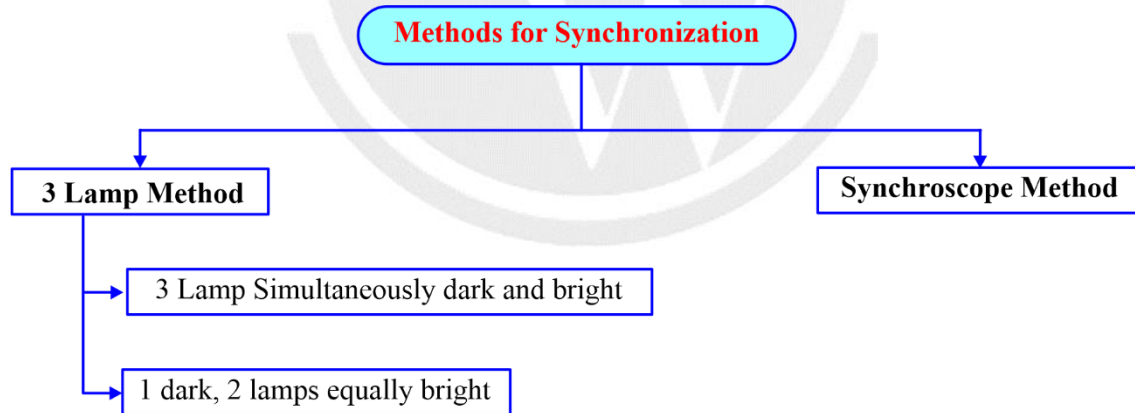 Methods for Synchronization
3 Lamp Method
Synchroscope Method
3 Lamp Simultaneously dark and bright
1 dark, 2 lamps equally bright